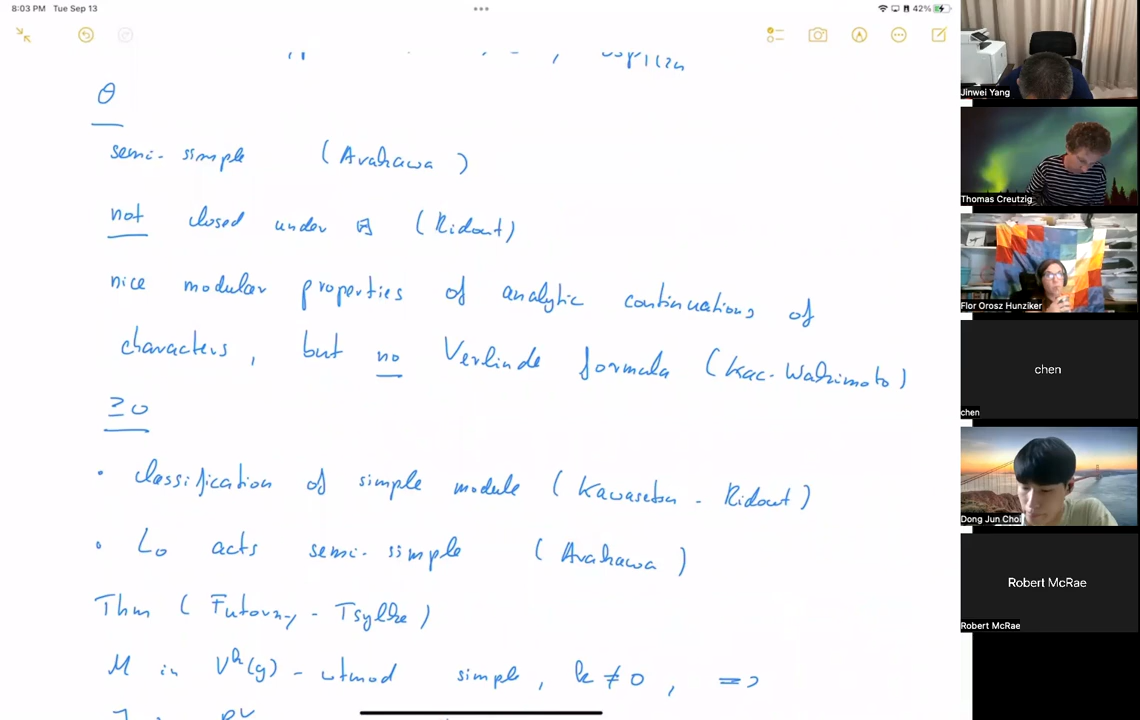 8:03 PM Tue Sep 13
42%
θ
semi-simple (Arakawa)
not closed under ⊠ (Ridout)
nice modular properties of analytic continuations of
characters, but no Verlinde formula (Kac-Wakimoto)
≥0
• classification of simple module (Kawasetsu - Ridout)
• L₀ acts semi-simple (Arakawa)
Thm (Futorny - Tsylke)
M in Vᵏ(g) - wtmod simple, k ≠ 0, =>
Jinwei Yang
Thomas Creutzig
Flor Orosz Hunziker
chen
chen
Dong Jun Choi
Robert McRae
Robert McRae